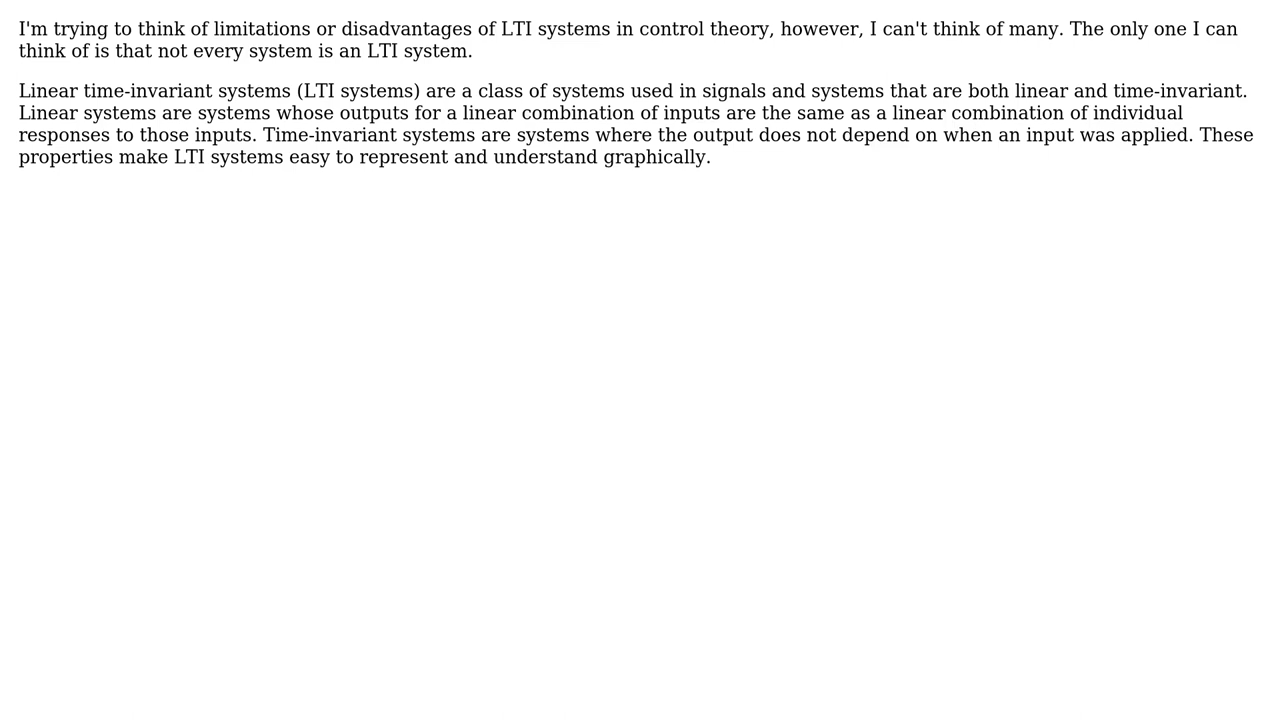 I'm trying to think of limitations or disadvantages of LTI systems in control theory, however, I can't think of many. The only one I can
think of is that not every system is an LTI system.
Linear time-invariant systems (LTI systems) are a class of systems used in signals and systems that are both linear and time-invariant.
Linear systems are systems whose outputs for a linear combination of inputs are the same as a linear combination of individual
responses to those inputs. Time-invariant systems are systems where the output does not depend on when an input was applied. These
properties make LTI systems easy to represent and understand graphically.